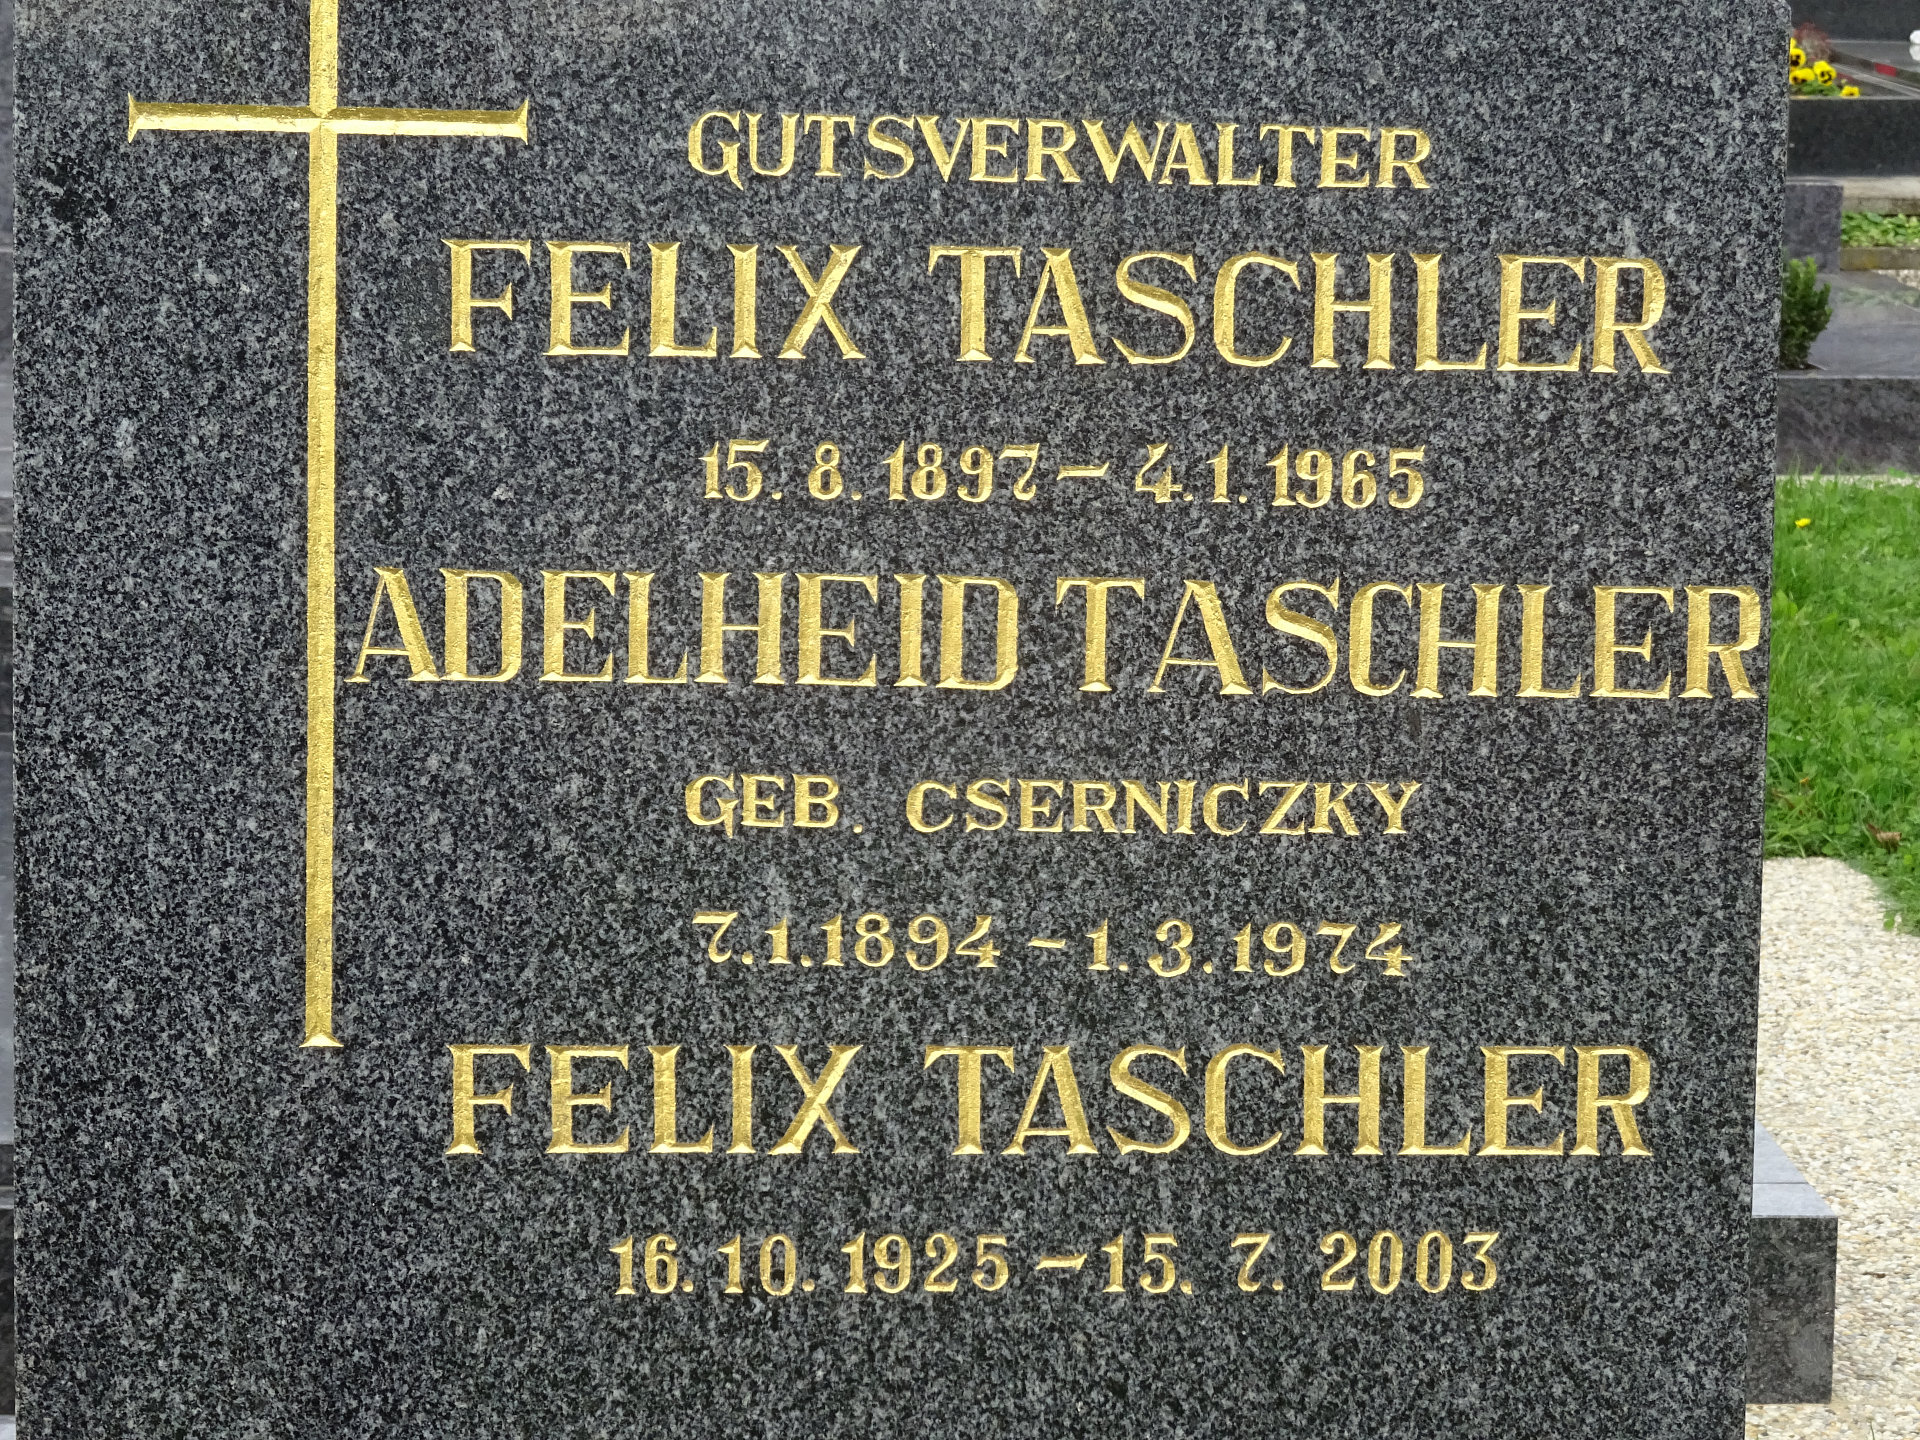 GUTSVERWALTER
FELIX TASCHLER
15. 8. 1897 – 4. 1. 1965
ADELHEID TASCHLER
GEB. CSERNICZKY
7. 1. 1894 – 1. 3. 1974
FELIX TASCHLER
16. 10. 1925 – 15. 7. 2003